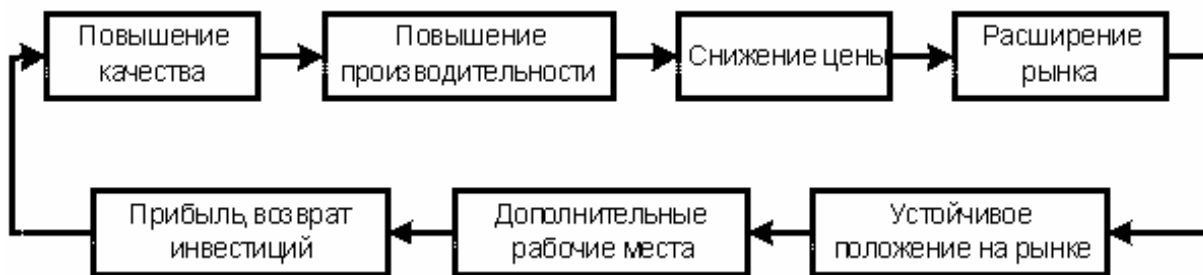 Повышение
качества
Повышение
производительности
Снижение цены
Расширение
рынка
Устойчивое
положение на рынке
Дополнительные
рабочие места
Прибыль, возврат
инвестиций